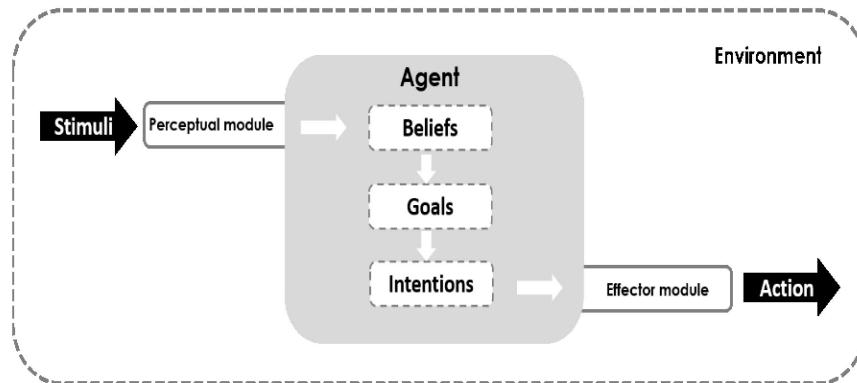 Environment
Agent
Stimuli
Perceptual module
Beliefs
Goals
Intentions
Effector module
Action